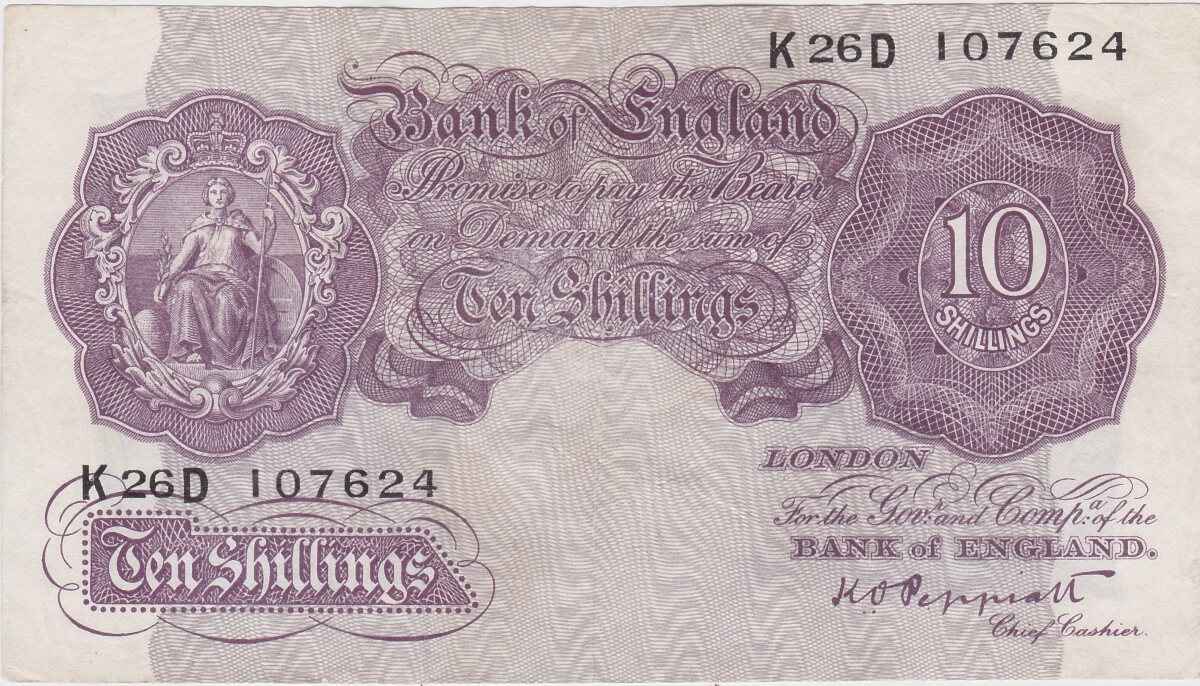 K26D 107624
Bank of England
Promise to pay the Bearer
on Demand the sum of
Ten Shillings
10
SHILLINGS
K26D 107624
Ten Shillings
LONDON
For the Govr. and Compa. of the
BANK of ENGLAND.
K O Peppiatt
Chief Cashier.